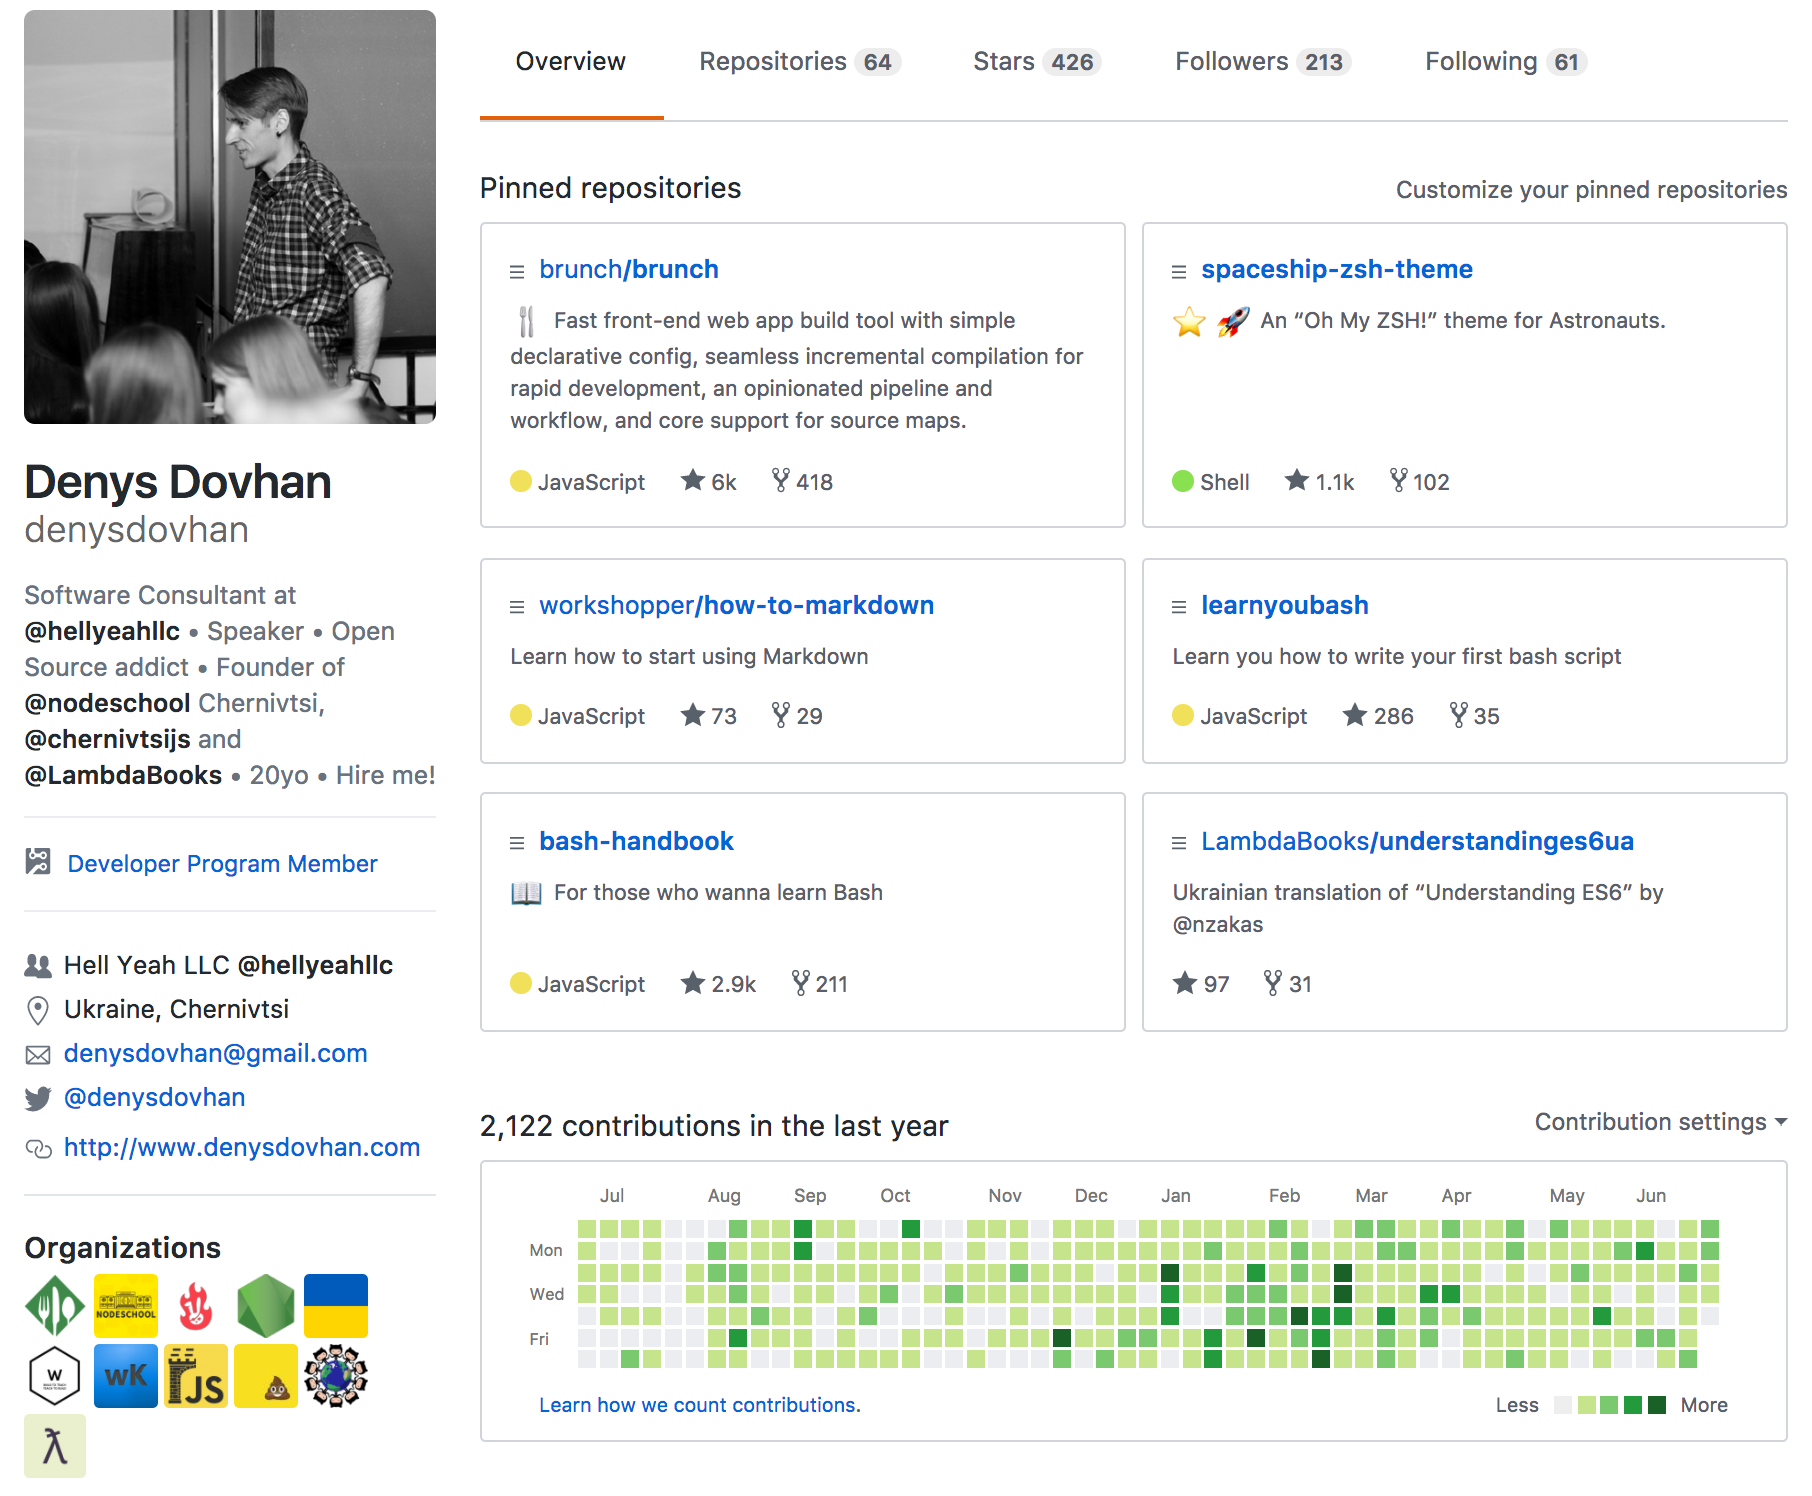 Overview
Repositories 64
Stars 426
Followers 213
Following 61
Denys Dovhan
denysdovhan
Software Consultant at
@hellyeahllc • Speaker • Open
Source addict • Founder of
@nodeschool Chernivtsi,
@chernivtsijs and
@LambdaBooks • 20yo • Hire me!
Developer Program Member
Hell Yeah LLC @hellyeahllc
Ukraine, Chernivtsi
denysdovhan@gmail.com
@denysdovhan
http://www.denysdovhan.com
Organizations
NODESCHOOL
W
wK
JS
λ
Pinned repositories
Customize your pinned repositories
brunch/brunch
Fast front-end web app build tool with simple
declarative config, seamless incremental compilation for
rapid development, an opinionated pipeline and
workflow, and core support for source maps.
JavaScript 6k 418
spaceship-zsh-theme
An “Oh My ZSH!” theme for Astronauts.
Shell 1.1k 102
workshopper/how-to-markdown
Learn how to start using Markdown
JavaScript 73 29
learnyoubash
Learn you how to write your first bash script
JavaScript 286 35
bash-handbook
For those who wanna learn Bash
JavaScript 2.9k 211
LambdaBooks/understandinges6ua
Ukrainian translation of “Understanding ES6” by
@nzakas
97 31
2,122 contributions in the last year
Contribution settings
Jul Aug Sep Oct Nov Dec Jan Feb Mar Apr May Jun
Mon
Wed
Fri
Learn how we count contributions.
Less More